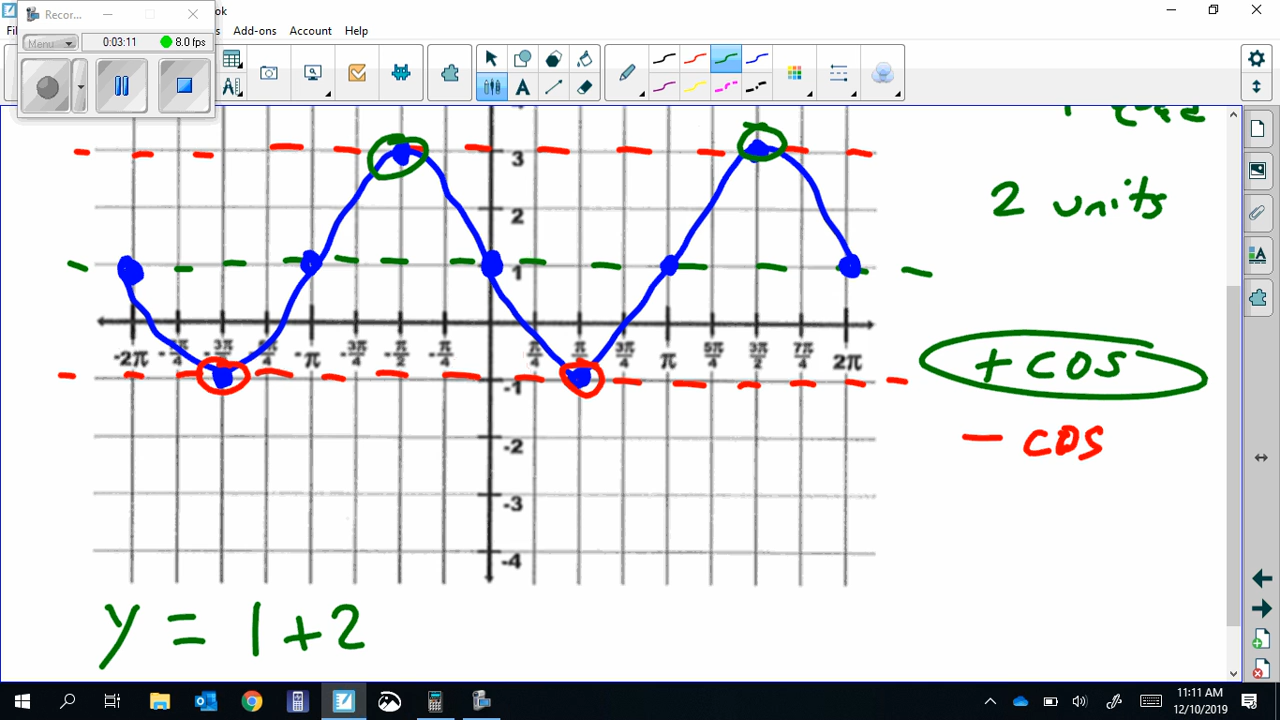 Recor...
ok
Menu 0:03:11 8.0 fps
Add-ons Account Help
2 units
3
2
1
-2π -3π/2 -π -3π/4 -π/2 -π/4 π/4 π/2 3π/4 π 5π/4 3π/2 7π/4 2π
-1
-2
-3
-4
+ cos
- cos
y = 1 + 2
11:11 AM
12/10/2019